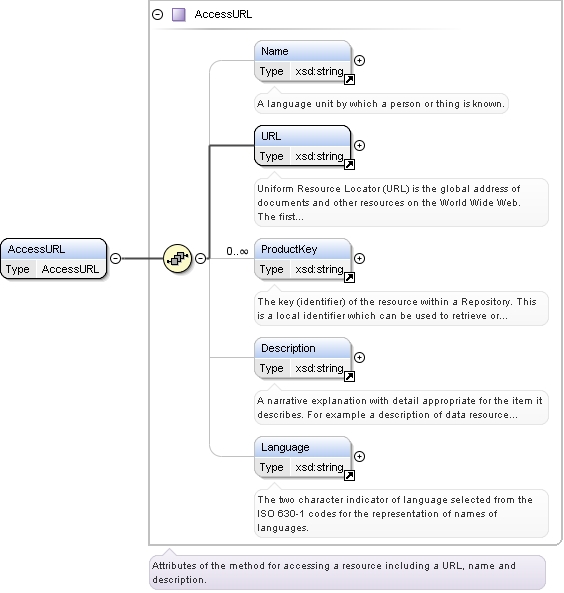 AccessURL
Name
Type xsd:string
A language unit by which a person or thing is known.
URL
Type xsd:string
Uniform Resource Locator (URL) is the global address of
documents and other resources on the World Wide Web.
The first...
AccessURL
Type AccessURL
0..∞
ProductKey
Type xsd:string
The key (identifier) of the resource within a Repository. This
is a local identifier which can be used to retrieve or...
Description
Type xsd:string
A narrative explanation with detail appropriate for the item it
describes. For example a description of data resource...
Language
Type xsd:string
The two character indicator of language selected from the
ISO 630-1 codes for the representation of names of
languages.
Attributes of the method for accessing a resource including a URL, name and
description.